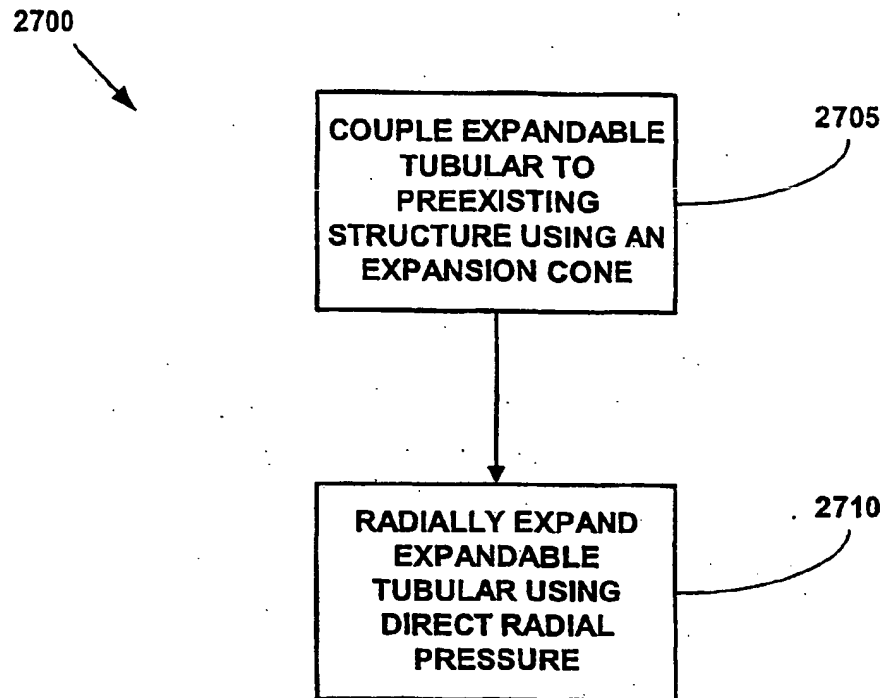 2700
COUPLE EXPANDABLE
TUBULAR TO
PREEXISTING
STRUCTURE USING AN
EXPANSION CONE
2705
RADIALLY EXPAND
EXPANDABLE
TUBULAR USING
DIRECT RADIAL
PRESSURE
2710